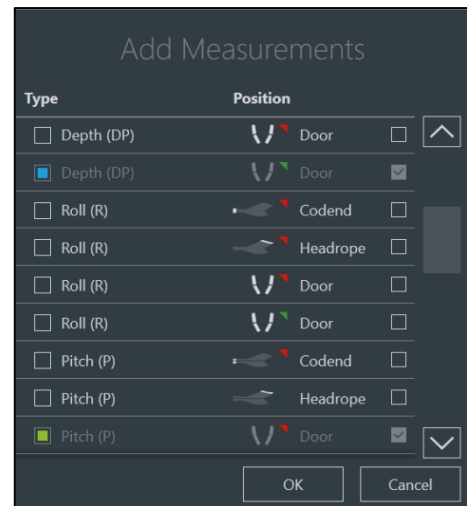 Add Measurements
Type Position
Depth (DP) Door
Depth (DP) Door
Roll (R) Codend
Roll (R) Headrope
Roll (R) Door
Roll (R) Door
Pitch (P) Codend
Pitch (P) Headrope
Pitch (P) Door
OK Cancel